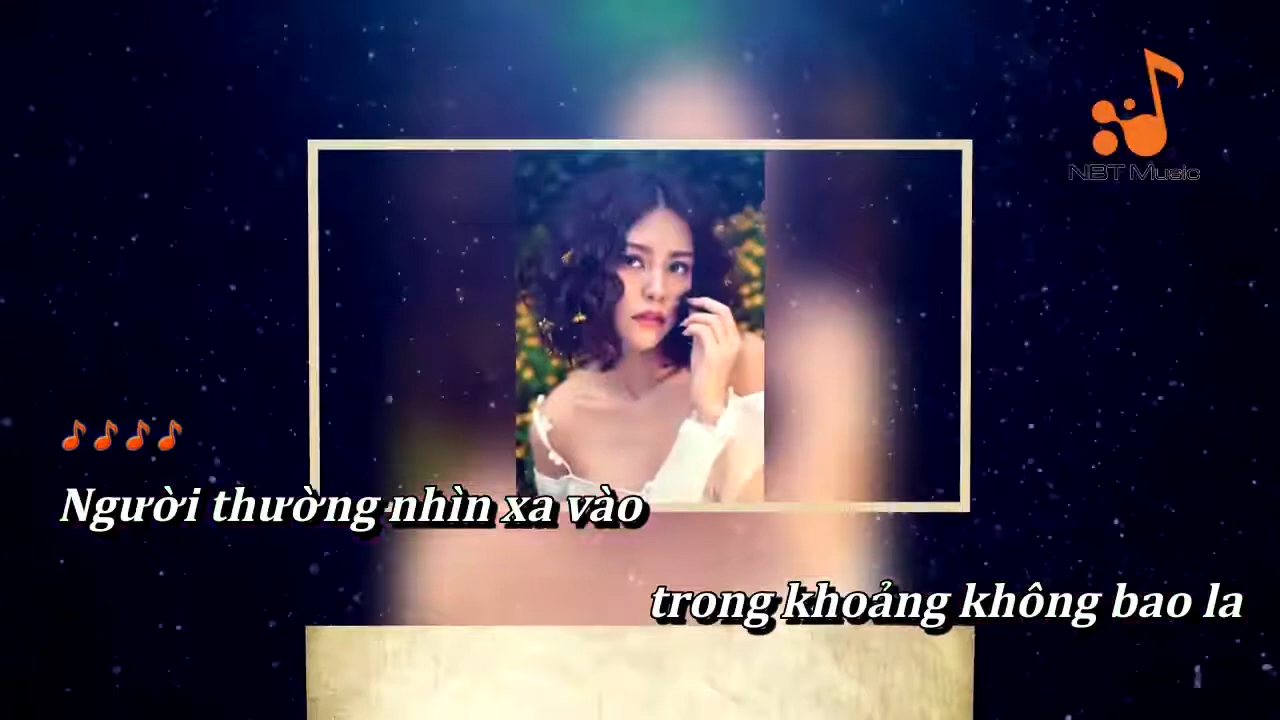 NBT Music
Người thường nhìn xa vào
trong khoảng không bao la